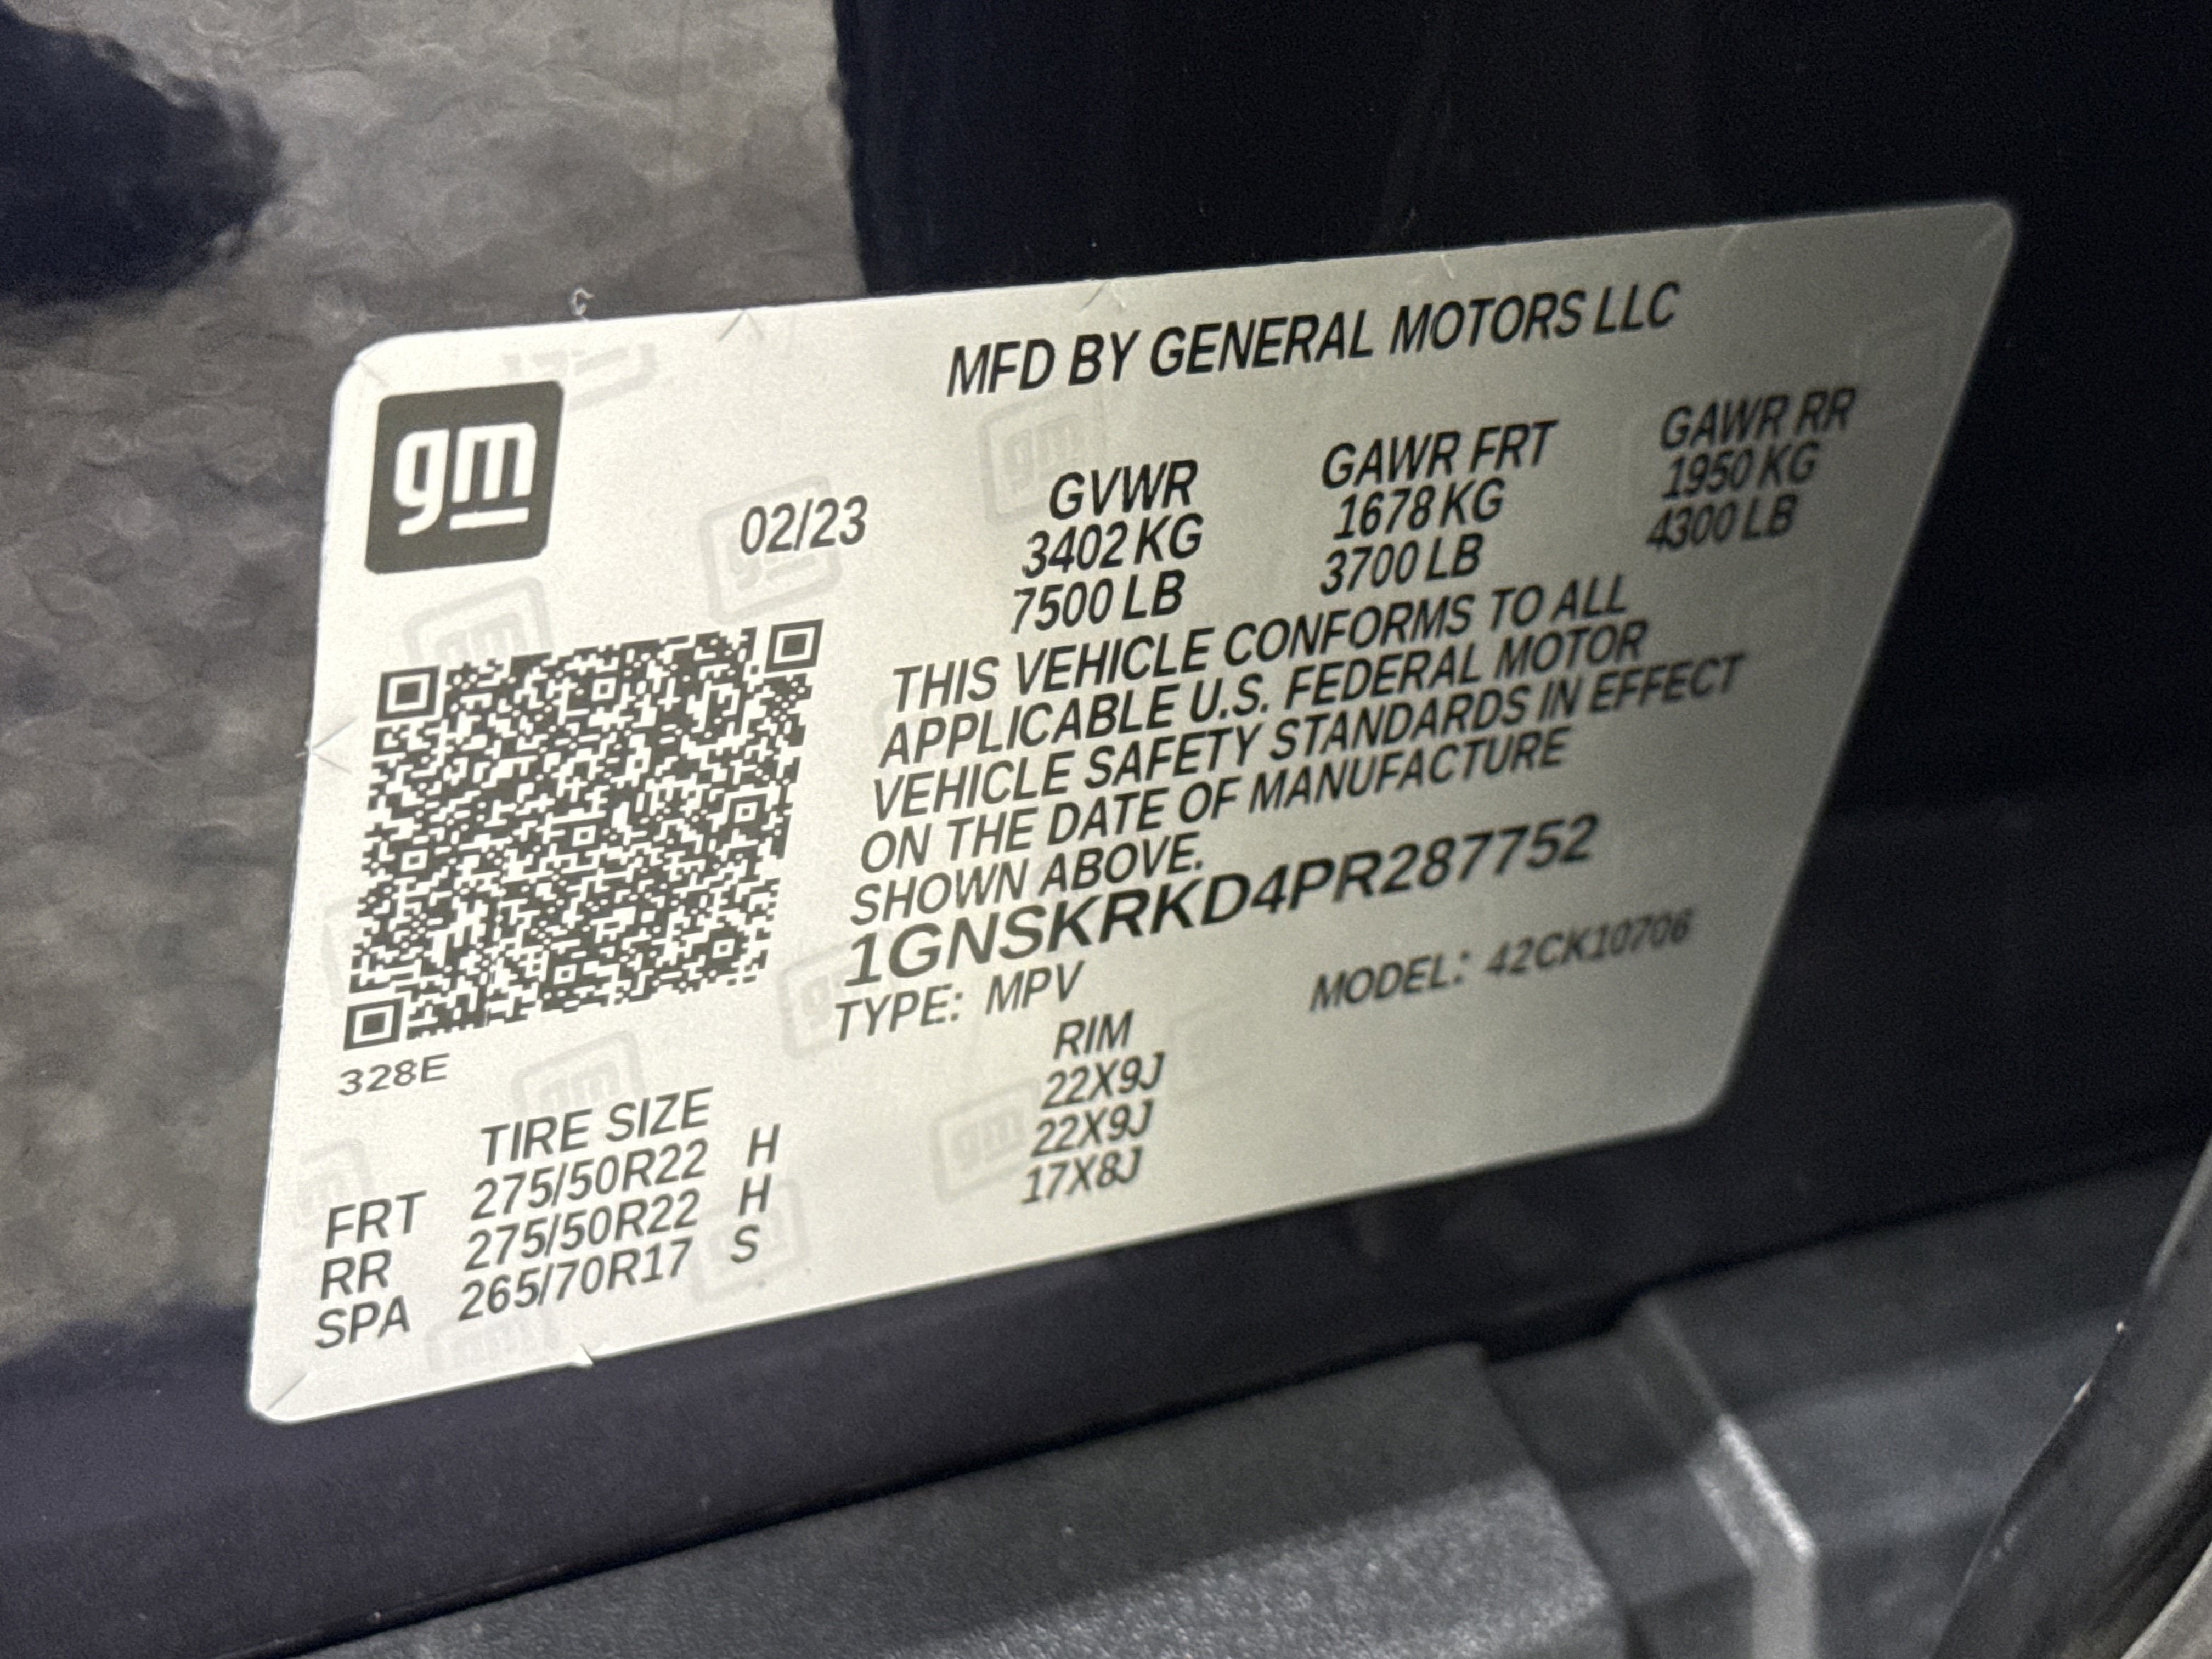 gm
MFD BY GENERAL MOTORS LLC
02/23
GVWR GAWR FRT GAWR RR
3402 KG 1678 KG 1950 KG
7500 LB 3700 LB 4300 LB
THIS VEHICLE CONFORMS TO ALL
APPLICABLE U.S. FEDERAL MOTOR
VEHICLE SAFETY STANDARDS IN EFFECT
ON THE DATE OF MANUFACTURE
SHOWN ABOVE.
1GNSKRKD4PR287752
TYPE: MPV MODEL: 42CK10706
328E
TIRE SIZE RIM
FRT 275/50R22 H 22X9J
RR 275/50R22 H 22X9J
SPA 265/70R17 S 17X8J